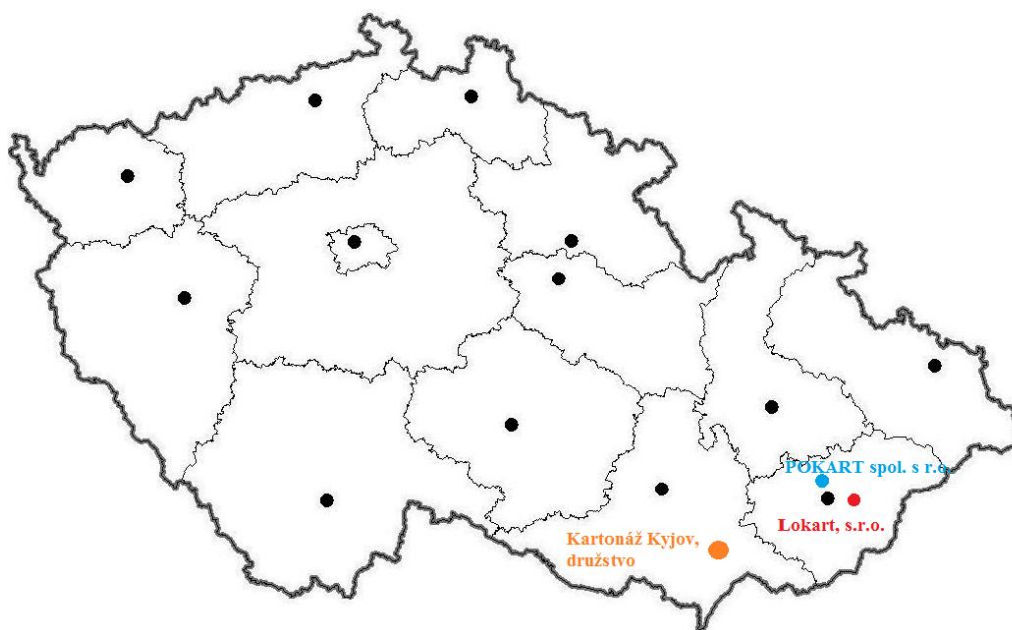 POKART spol. s r.o.
Lokart, s.r.o.
Kartonáž Kyjov,
družstvo